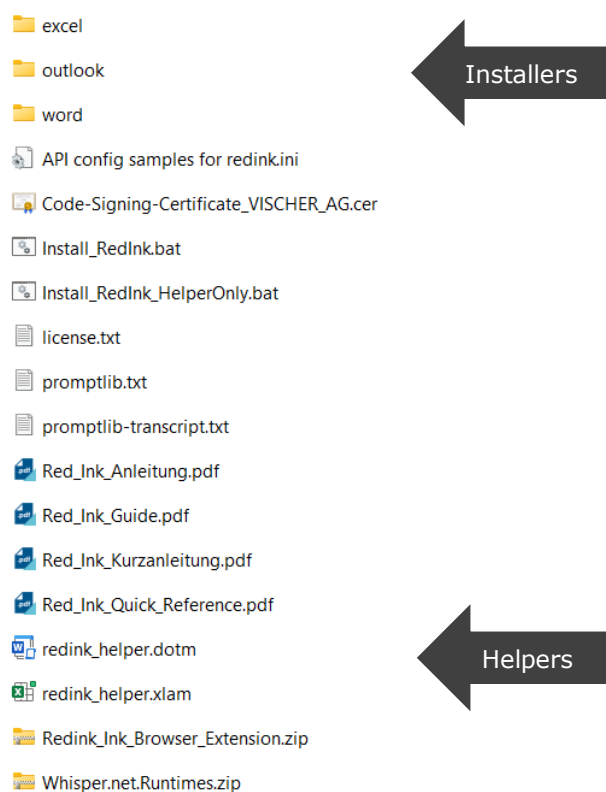 excel
outlook
Installers
word
API config samples for redink.ini
Code-Signing-Certificate_VISCHER_AG.cer
Install_RedInk.bat
Install_RedInk_HelperOnly.bat
license.txt
promptlib.txt
promptlib-transcript.txt
Red_Ink_Anleitung.pdf
Red_Ink_Guide.pdf
Red_Ink_Kurzanleitung.pdf
Red_Ink_Quick_Reference.pdf
redink_helper.dotm
Helpers
redink_helper.xlam
Redink_Ink_Browser_Extension.zip
Whisper.net.Runtimes.zip